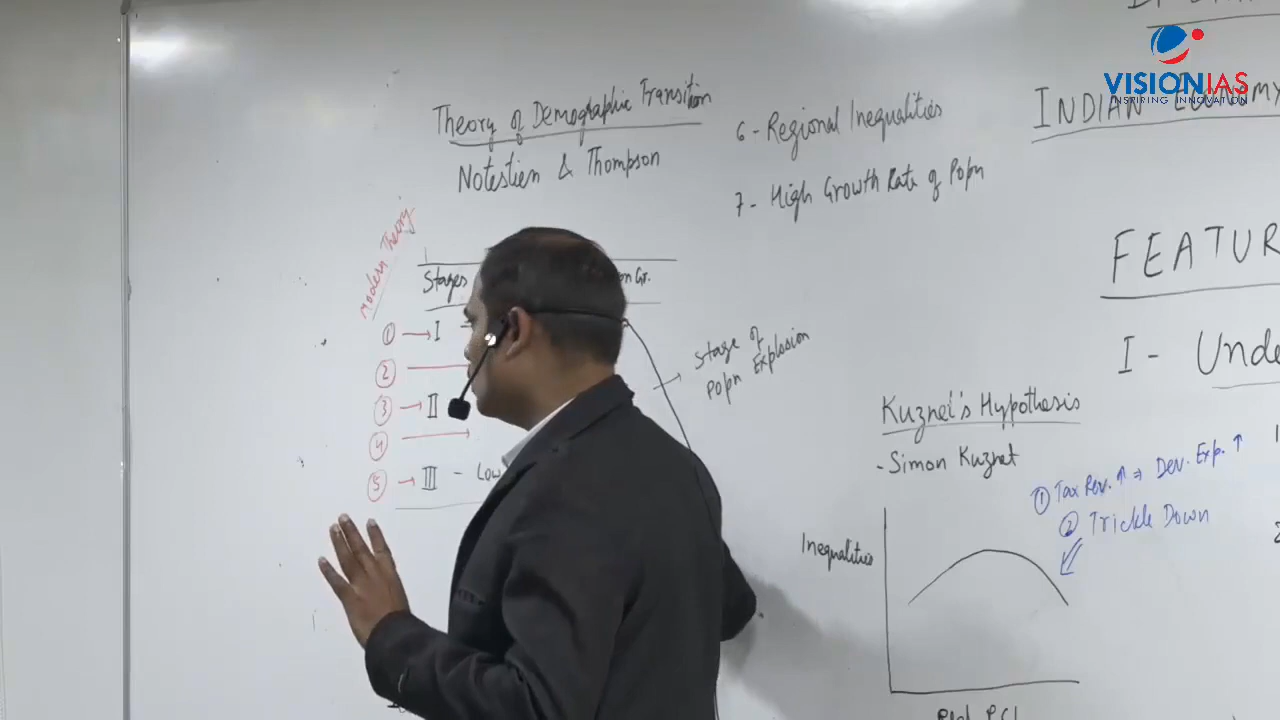 VISIONIAS
INSPIRING INNOVATION
Theory of Demographic Transition
Notestien & Thompson
Modern Theory
Stages
Gr.
① → I -
②
③ → II
④
⑤ → III - Low
Stage of
Popn Explosion
6 - Regional Inequalities
7 - High Growth Rate of Popn
Kuznet's Hypothesis
- Simon Kuznet
① Tax Rev. ↑ ⇒ Dev. Exp. ↑
② Trickle Down
Inequalities
INDIAN ECONOMY
FEATUR
I - Unde